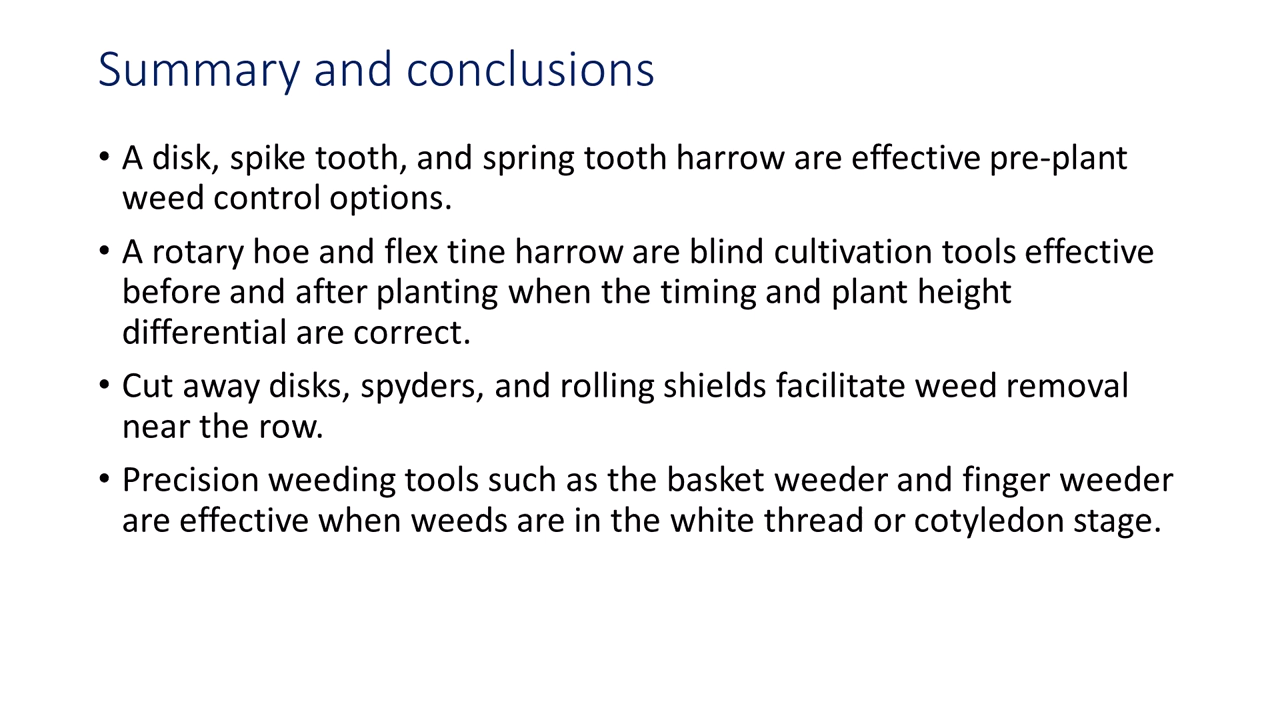 Summary and conclusions
• A disk, spike tooth, and spring tooth harrow are effective pre-plant
weed control options.
• A rotary hoe and flex tine harrow are blind cultivation tools effective
before and after planting when the timing and plant height
differential are correct.
• Cut away disks, spyders, and rolling shields facilitate weed removal
near the row.
• Precision weeding tools such as the basket weeder and finger weeder
are effective when weeds are in the white thread or cotyledon stage.